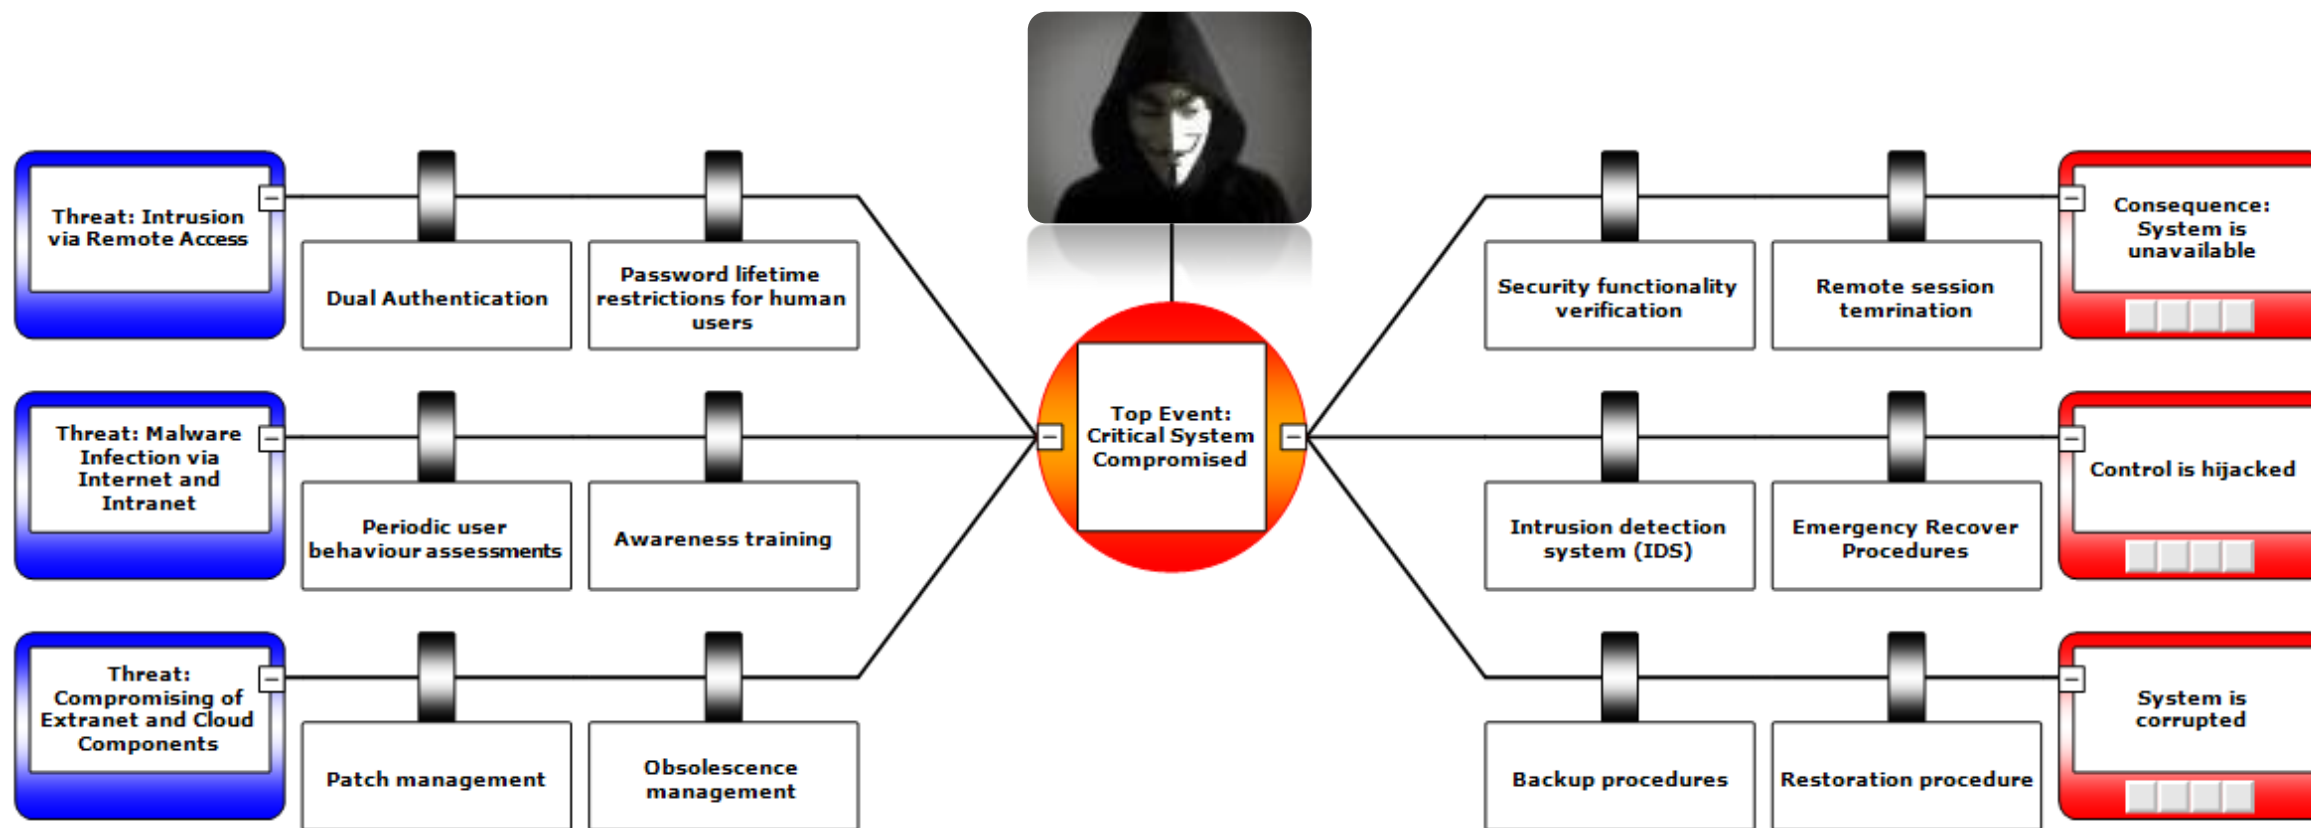 Threat: Intrusion
via Remote Access
Dual Authentication
Password lifetime
restrictions for human
users
Security functionality
verification
Remote session
temrination
Consequence:
System is
unavailable
Threat: Malware
Infection via
Internet and
Intranet
Periodic user
behaviour assessments
Awareness training
Top Event:
Critical System
Compromised
Intrusion detection
system (IDS)
Emergency Recover
Procedures
Control is hijacked
Threat:
Compromising of
Extranet and Cloud
Components
Patch management
Obsolescence
management
Backup procedures
Restoration procedure
System is
corrupted